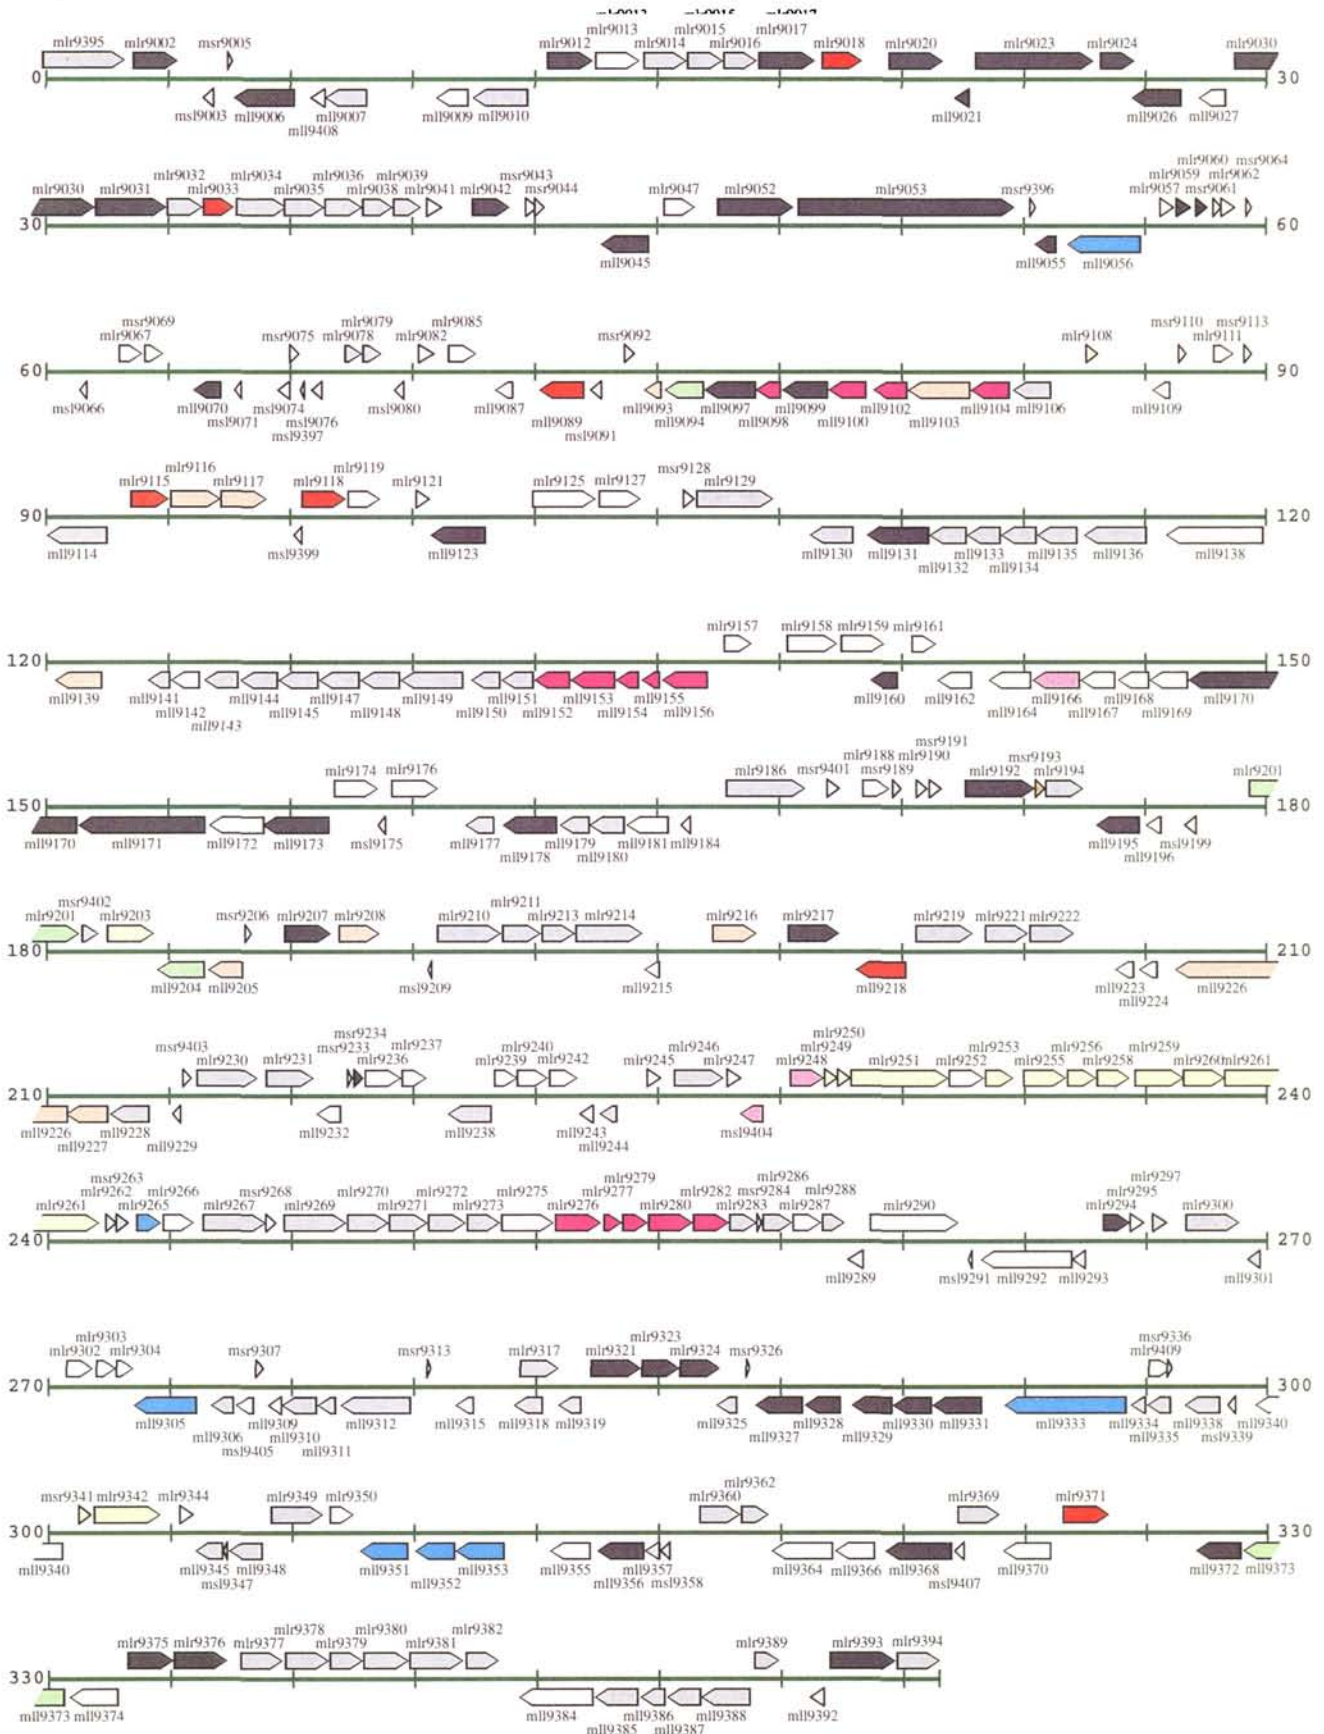 mlr9013 mlr9015 mlr9017
mlr9395 mlr9002 msr9005 mlr9012 mlr9014 mlr9016 mlr9018 mlr9020 mlr9023 mlr9024 mlr9030
0 30
msl9003 mll9006 mll9007 mll9009 mll9010 mll9021 mll9026 mll9027
mll9408
mlr9060 msr9064
mlr9032 mlr9034 mlr9036 mlr9039 msr9043 mlr9059 mlr9062
mlr9030 mlr9031 mlr9033 mlr9035 mlr9038 mlr9041 mlr9042 msr9044 mlr9047 mlr9052 mlr9053 msr9396 mlr9057 msr9061
30 60
mll9045 mll9055 mll9056
msr9069 mlr9079 mlr9085 msr9110 msr9113
mlr9067 msr9075 mlr9078 mlr9082 msr9092 mlr9108 mlr9111
60 90
msl9066 mll9070 msl9074 msl9076 msl9080 mll9087 mll9089 mll9093 mll9097 mll9099 mll9102 mll9104 mll9106 mll9109
msl9071 msl9397 msl9091 mll9094 mll9098 mll9100 mll9103
mlr9116 mlr9119 msr9128
mlr9115 mlr9117 mlr9118 mlr9121 mlr9125 mlr9127 mlr9129
90 120
mll9114 msl9399 mll9123 mll9130 mll9131 mll9133 mll9135 mll9136 mll9138
mll9132 mll9134
mlr9157 mlr9158 mlr9159 mlr9161
120 150
mll9139 mll9141 mll9144 mll9147 mll9149 mll9151 mll9153 mll9155 mll9160 mll9162 mll9164 mll9166 mll9168 mll9170
mll9142 mll9145 mll9148 mll9150 mll9152 mll9154 mll9156 mll9167 mll9169
mll9143
msr9191
mlr9188 mlr9190 msr9193
mlr9174 mlr9176 mlr9186 msr9401 msr9189 mlr9192 mlr9194 mlr9201
150 180
mll9170 mll9171 mll9172 mll9173 msl9175 mll9177 mll9179 mll9181 mll9184 mll9195 msl9199
mll9178 mll9180 mll9196
msr9402 mlr9211
mlr9201 mlr9203 msr9206 mlr9207 mlr9208 mlr9210 mlr9213 mlr9214 mlr9216 mlr9217 mlr9219 mlr9221 mlr9222
180 210
mll9204 mll9205 msl9209 mll9215 mll9218 mll9223 mll9226
mll9224
msr9234 mlr9250
msr9403 msr9233 mlr9237 mlr9240 mlr9246 mlr9249 mlr9253 mlr9256 mlr9259
mlr9230 mlr9231 mlr9236 mlr9239 mlr9242 mlr9245 mlr9247 mlr9248 mlr9251 mlr9252 mlr9255 mlr9258 mlr9260 mlr9261
210 240
mll9226 mll9228 mll9232 mll9238 mll9243 msl9404
mll9227 mll9229 mll9244
msr9263 mlr9279 mlr9286 mlr9297
mlr9262 mlr9266 msr9268 mlr9270 mlr9272 mlr9275 mlr9277 mlr9282 msr9284 mlr9288 mlr9295
mlr9261 mlr9265 mlr9267 mlr9269 mlr9271 mlr9273 mlr9276 mlr9280 mlr9283 mlr9287 mlr9290 mlr9294 mlr9300
240 270
mll9289 msl9291 mll9292 mll9293 mll9301
mlr9303 mlr9323 msr9336
mlr9302 mlr9304 msr9307 msr9313 mlr9317 mlr9321 mlr9324 msr9326 mlr9409
270 300
mll9305 mll9309 mll9312 mll9315 mll9318 mll9319 mll9325 mll9328 mll9330 mll9331 mll9333 mll9334 mll9338 mll9340
mll9306 mll9310 mll9327 mll9329 mll9335 msl9339
msl9405 mll9311
mlr9362
msr9341 mlr9342 mlr9344 mlr9349 mlr9350 mlr9360 mlr9369 mlr9371
300 330
mll9340 mll9345 mll9348 mll9351 mll9353 mll9355 mll9357 mll9364 mll9366 mll9368 mll9370 mll9372 mll9373
msl9347 mll9352 mll9356 msl9358 msl9407
mlr9378 mlr9380 mlr9382
mlr9375 mlr9376 mlr9377 mlr9379 mlr9381 mlr9389 mlr9393 mlr9394
330
mll9373 mll9374 mll9384 mll9386 mll9388 mll9392
mll9385 mll9387